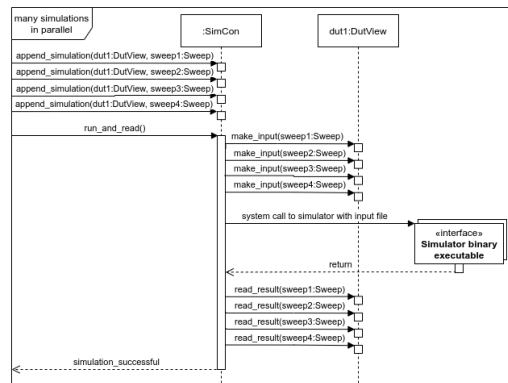 many simulations
in parallel
:SimCon
dut1:DutView
append_simulation(dut1:DutView, sweep1:Sweep)
append_simulation(dut1:DutView, sweep2:Sweep)
append_simulation(dut1:DutView, sweep3:Sweep)
append_simulation(dut1:DutView, sweep4:Sweep)
run_and_read()
make_input(sweep1:Sweep)
make_input(sweep2:Sweep)
make_input(sweep3:Sweep)
make_input(sweep4:Sweep)
system call to simulator with input file
«interface»
Simulator binary
executable
return
read_result(sweep1:Sweep)
read_result(sweep2:Sweep)
read_result(sweep3:Sweep)
read_result(sweep4:Sweep)
simulation_successful